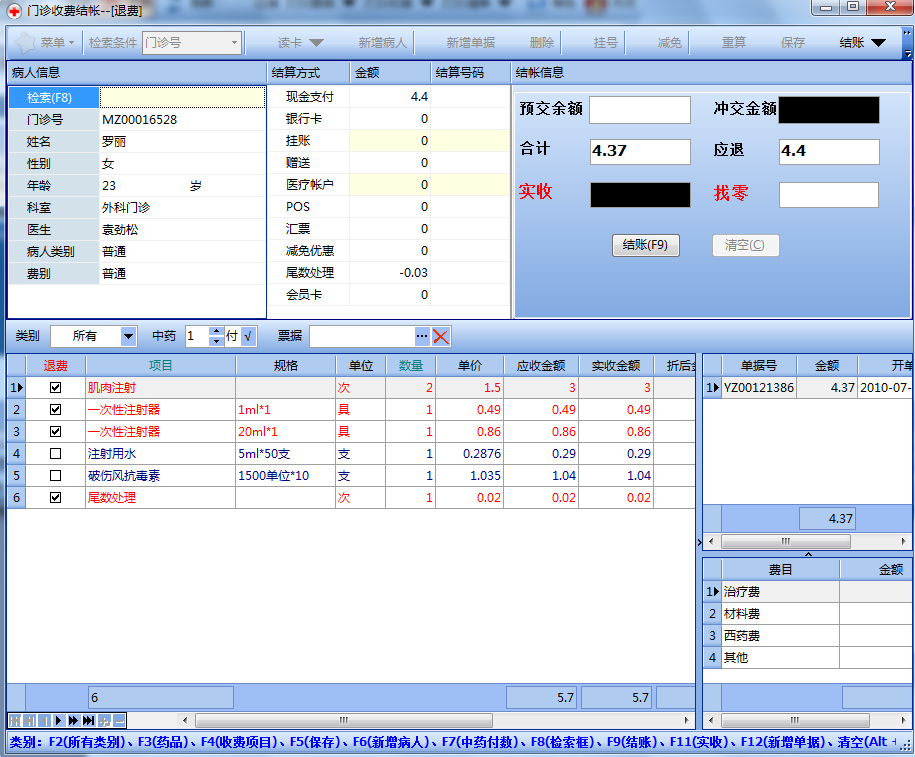 门诊收费结帐--[退费]
菜单 检索条件 门诊号 读卡 新增病人 新增单据 删除 挂号 减免 重算 保存 结账
病人信息 结算方式 金额 结算号码 结帐信息
检索(F8)
门诊号 MZ00016528
姓名 罗丽
性别 女
年龄 23 岁
科室 外科门诊
医生 袁劲松
病人类别 普通
费别 普通
现金支付 4.4
银行卡 0
挂账 0
赠送 0
医疗帐户 0
POS 0
汇票 0
减免优惠 0
尾数处理 -0.03
会员卡 0
预交余额 冲交金额
合计 4.37 应退 4.4
实收 找零
结账(F9) 清空(C)
类别 所有 中药 1 付 √ 票据
退费 项目 规格 单位 数量 单价 应收金额 实收金额 折后金
1 肌肉注射 次 2 1.5 3 3
2 一次性注射器 1ml*1 具 1 0.49 0.49 0.49
3 一次性注射器 20ml*1 具 1 0.86 0.86 0.86
4 注射用水 5ml*50支 支 1 0.2876 0.29 0.29
5 破伤风抗毒素 1500单位*10 支 1 1.035 1.04 1.04
6 尾数处理 次 1 0.02 0.02 0.02
6 5.7 5.7
单据号 金额 开单
1 YZ00121386 4.37 2010-07-
4.37
费目 金额
1 治疗费
2 材料费
3 西药费
4 其他
类别：F2(所有类别)、F3(药品)、F4(收费项目)、F5(保存)、F6(新增病人)、F7(中药付数)、F8(检索框)、F9(结账)、F11(实收)、F12(新增单据)、清空(Alt +